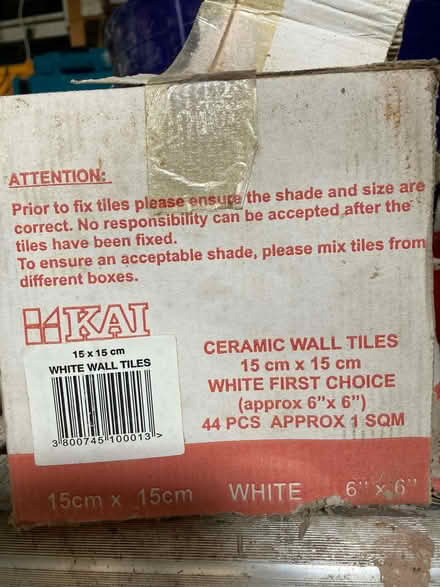 ATTENTION:
Prior to fix tiles please ensure the shade and size are
correct. No responsibility can be accepted after the
tiles have been fixed.
To ensure an acceptable shade, please mix tiles from
different boxes.
KAI
15 x 15 cm
WHITE WALL TILES
3 800745 100013 >
CERAMIC WALL TILES
15 cm x 15 cm
WHITE FIRST CHOICE
(approx 6"x 6")
44 PCS APPROX 1 SQM
15cm x 15cm WHITE 6" x 6"